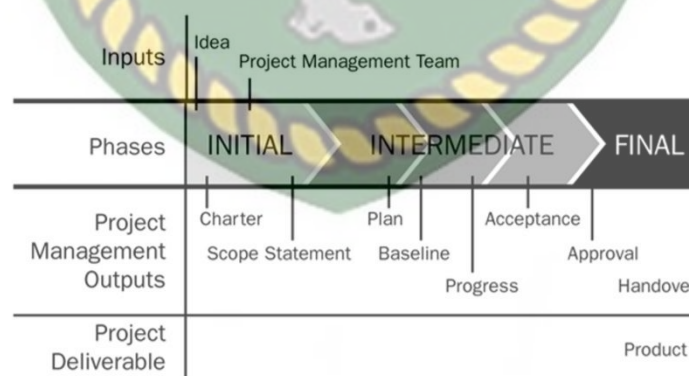 Inputs
Idea
Project Management Team
Phases
INITIAL
INTERMEDIATE
FINAL
Project
Management
Outputs
Charter
Plan
Acceptance
Scope Statement
Baseline
Approval
Progress
Handove
Project
Deliverable
Product